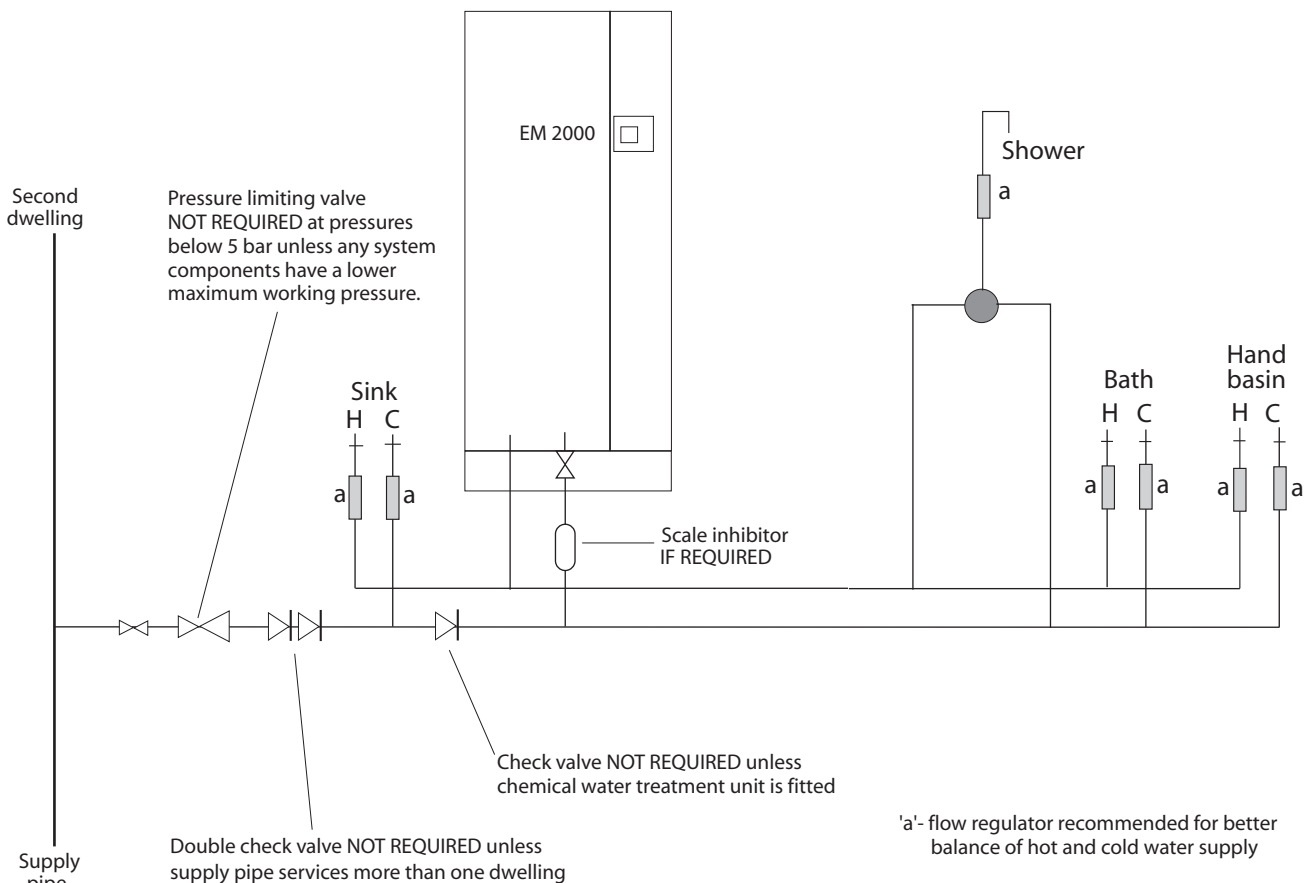 EM 2000
Shower
a
Second
dwelling
Pressure limiting valve
NOT REQUIRED at pressures
below 5 bar unless any system
components have a lower
maximum working pressure.
Sink
H C
a a
Bath
H C
a a
Hand
basin
H C
a a
Scale inhibitor
IF REQUIRED
Check valve NOT REQUIRED unless
chemical water treatment unit is fitted
Double check valve NOT REQUIRED unless
supply pipe services more than one dwelling
'a'- flow regulator recommended for better
balance of hot and cold water supply
Supply
pipe